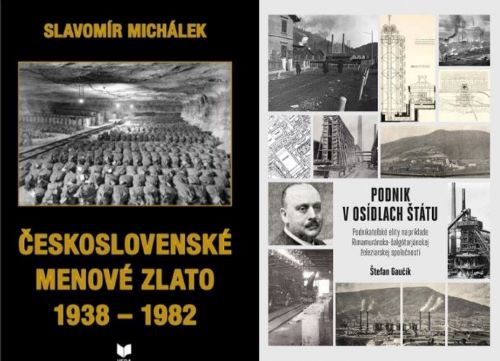 SLAVOMÍR MICHÁLEK
ČESKOSLOVENSKÉ
MENOVÉ ZLATO
1938 – 1982
VEDA
PODNIK
V OSÍDLACH ŠTÁTU
Podnikateľské elity na príklade
Rimamuránsko-šalgótarjánskej
železiarskej spoločnosti
Štefan Gaučík